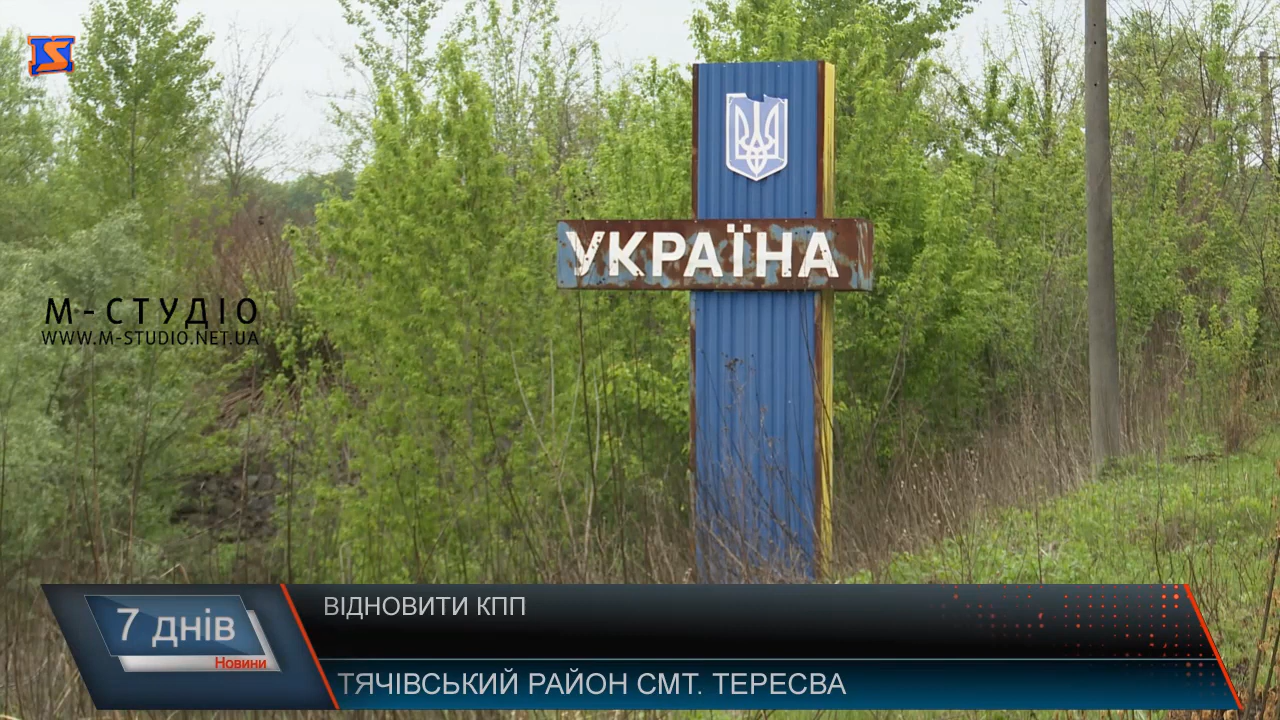 УКРАЇНА
М-СТУДІО
WWW.M-STUDIO.NET.UA
7 днів
Новини
ВІДНОВИТИ КПП
ТЯЧІВСЬКИЙ РАЙОН СМТ. ТЕРЕСВА